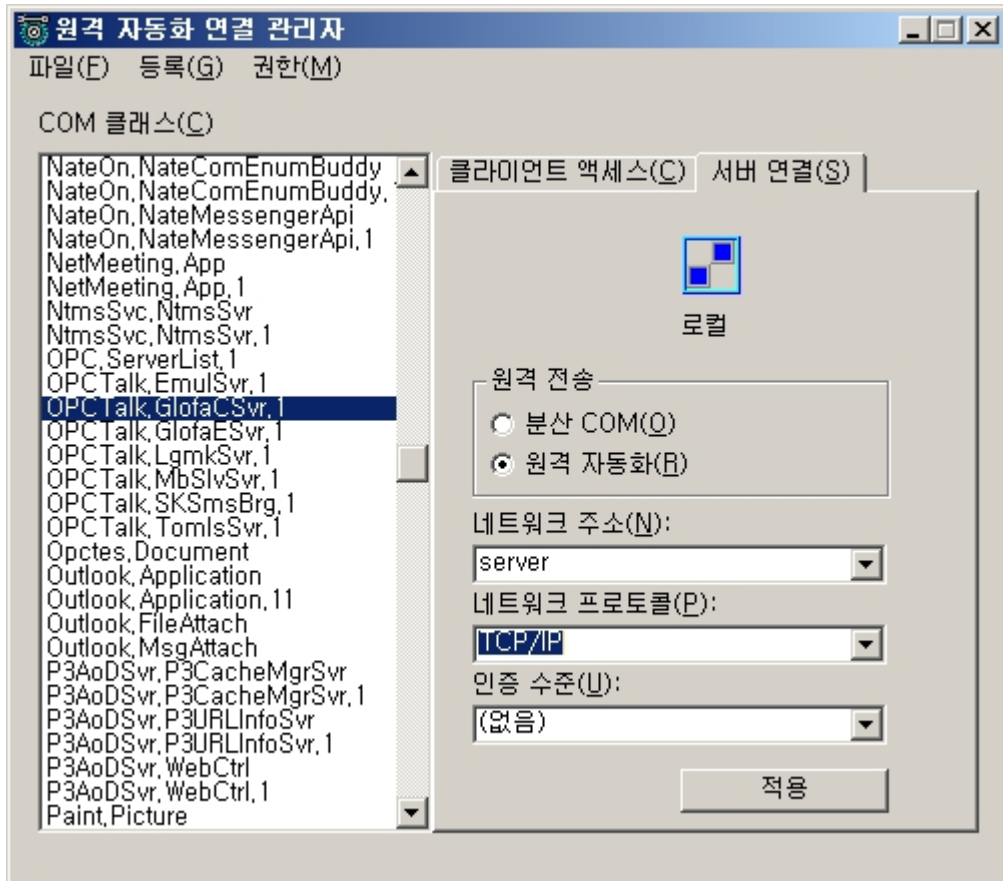 원격 자동화 연결 관리자
파일(F) 등록(G) 권한(M)
COM 클래스(C)
NateOn.NateComEnumBuddy
NateOn.NateComEnumBuddy.
NateOn.NateMessengerApi
NateOn.NateMessengerApi.1
NetMeeting.App
NetMeeting.App.1
NtmsSvc.NtmsSvr
NtmsSvc.NtmsSvr.1
OPC.ServerList.1
OPCTalk.EmulSvr.1
OPCTalk.GlofaCSvr.1
OPCTalk.GlofaESvr.1
OPCTalk.LgmkSvr.1
OPCTalk.MbSlvSvr.1
OPCTalk.SKSmsBrg.1
OPCTalk.TomlsSvr.1
Opctes.Document
Outlook.Application
Outlook.Application.11
Outlook.FileAttach
Outlook.MsgAttach
P3AoDSvr.P3CacheMgrSvr
P3AoDSvr.P3CacheMgrSvr.1
P3AoDSvr.P3URLInfoSvr
P3AoDSvr.P3URLInfoSvr.1
P3AoDSvr.WebCtrl
P3AoDSvr.WebCtrl.1
Paint.Picture
클라이언트 액세스(C) 서버 연결(S)
로컬
원격 전송
분산 COM(O)
원격 자동화(R)
네트워크 주소(N):
server
네트워크 프로토콜(P):
TCP/IP
인증 수준(U):
(없음)
적용